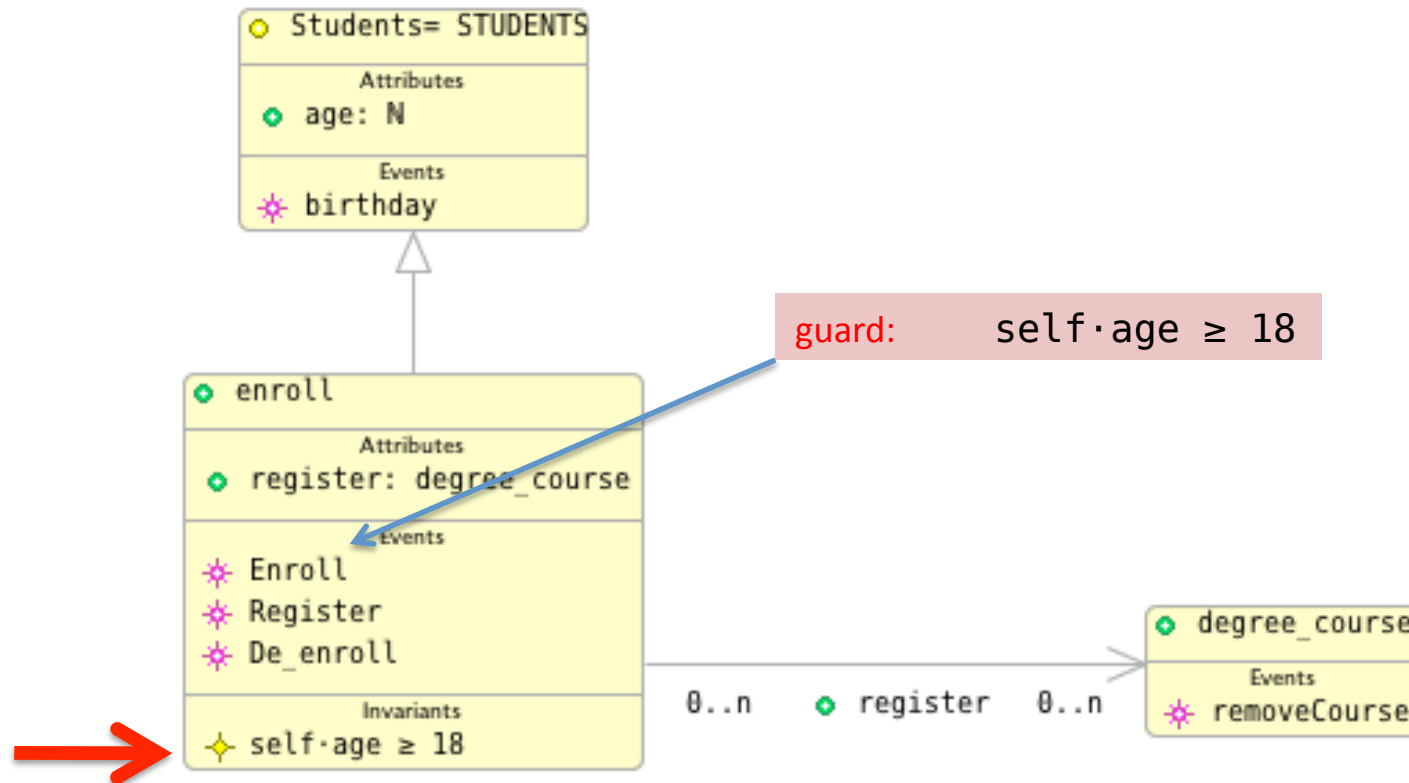 Students= STUDENTS
Attributes
age: N
Events
birthday
guard: self·age ≥ 18
enroll
Attributes
register: degree_course
Events
Enroll
Register
De_enroll
Invariants
self·age ≥ 18
0..n register 0..n
degree_course
Events
removeCourse